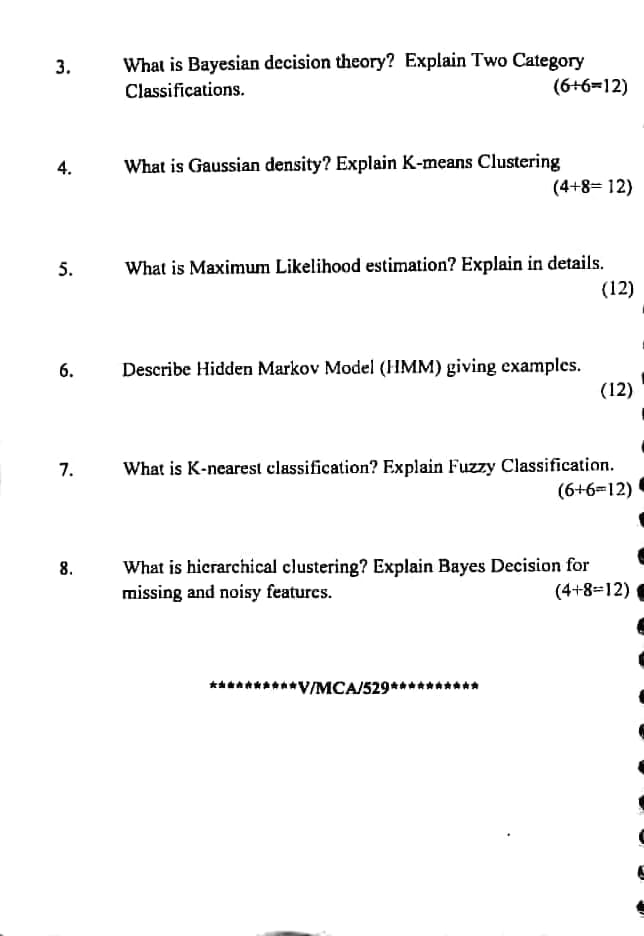 3. What is Bayesian decision theory? Explain Two Category
Classifications. (6+6=12)
4. What is Gaussian density? Explain K-means Clustering
(4+8= 12)
5. What is Maximum Likelihood estimation? Explain in details.
(12)
6. Describe Hidden Markov Model (HMM) giving examples.
(12)
7. What is K-nearest classification? Explain Fuzzy Classification.
(6+6=12)
8. What is hierarchical clustering? Explain Bayes Decision for
missing and noisy features. (4+8=12)
**********V/MCA/529**********